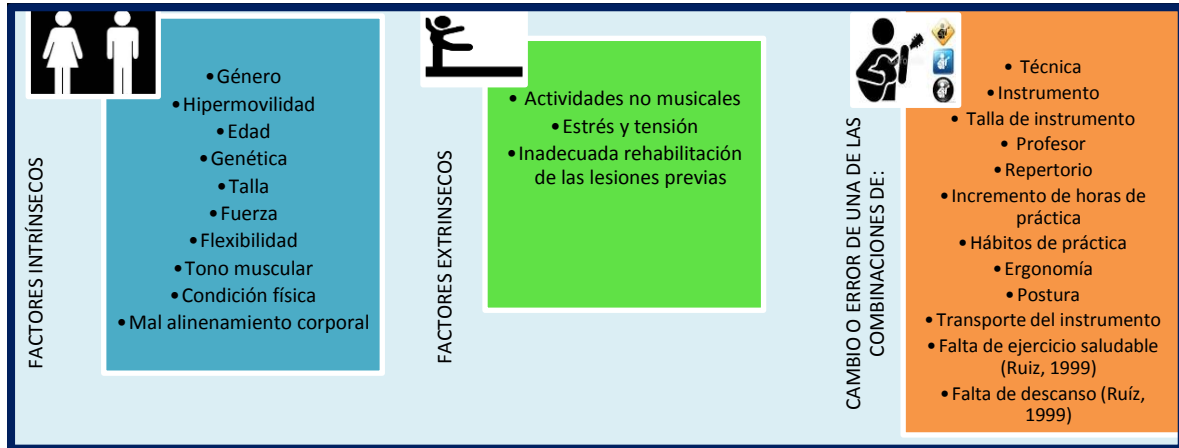 FACTORES INTRÍNSECOS
•Género
•Hipermovilidad
•Edad
•Genética
•Talla
•Fuerza
•Flexibilidad
•Tono muscular
•Condición física
•Mal alinenamiento corporal
FACTORES EXTRINSECOS
• Actividades no musicales
•Estrés y tensión
•Inadecuada rehabilitación
de las lesiones previas
CAMBIO O ERROR DE UNA DE LAS
COMBINACIONES DE:
• Técnica
•Instrumento
• Talla de instrumento
• Profesor
•Repertorio
•Incremento de horas de
práctica
•Hábitos de práctica
•Ergonomía
•Postura
•Transporte del instrumento
•Falta de ejercicio saludable
(Ruiz, 1999)
•Falta de descanso (Ruíz,
1999)